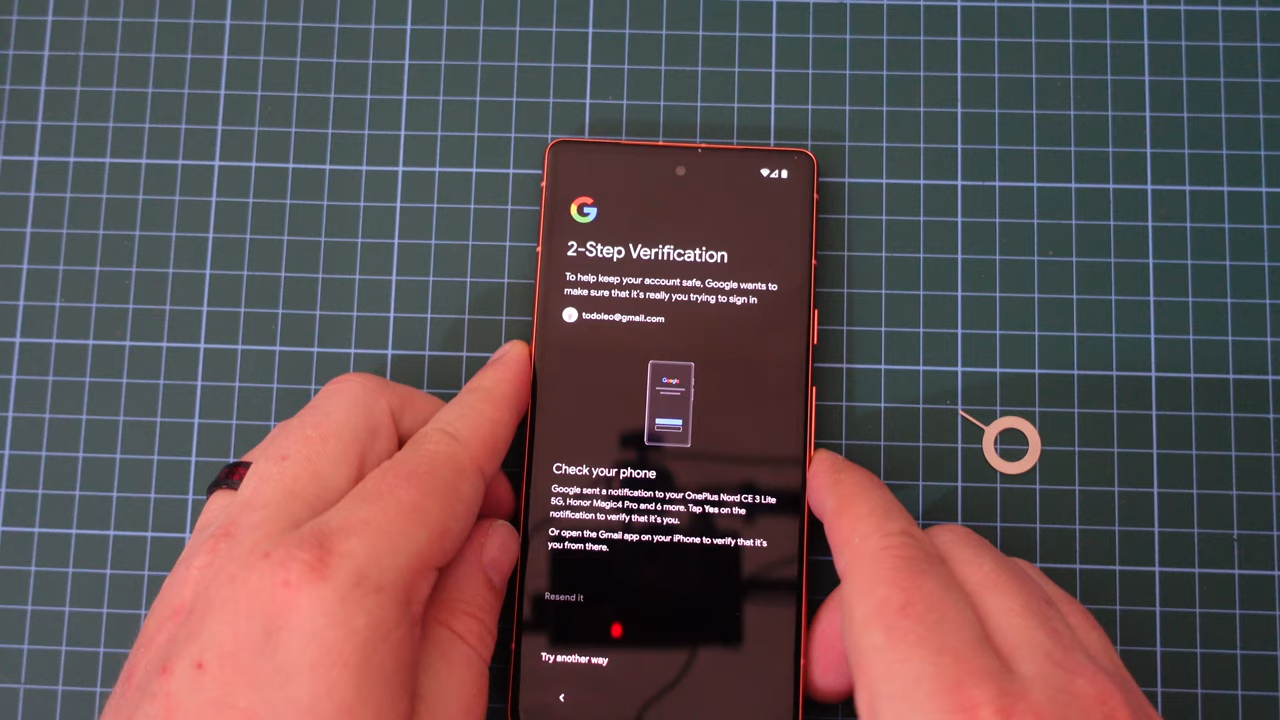 G
2-Step Verification
To help keep your account safe, Google wants to
make sure that it's really you trying to sign in
todoleo@gmail.com
Google
Check your phone
Google sent a notification to your OnePlus Nord CE 3 Lite
5G, Honor Magic4 Pro and 6 more. Tap Yes on the
notification to verify that it's you.
Or open the Gmail app on your iPhone to verify that it's
you from there.
Resend it
Try another way